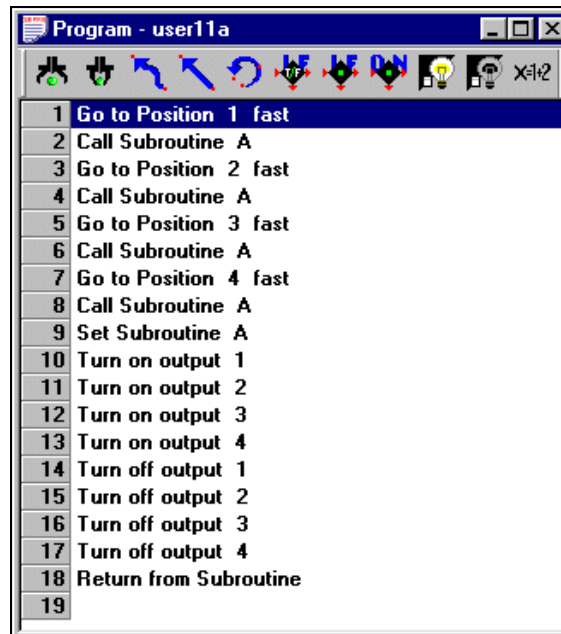 Program - user11a
T/F IF IF ON x=1+2
1 Go to Position 1 fast
2 Call Subroutine A
3 Go to Position 2 fast
4 Call Subroutine A
5 Go to Position 3 fast
6 Call Subroutine A
7 Go to Position 4 fast
8 Call Subroutine A
9 Set Subroutine A
10 Turn on output 1
11 Turn on output 2
12 Turn on output 3
13 Turn on output 4
14 Turn off output 1
15 Turn off output 2
16 Turn off output 3
17 Turn off output 4
18 Return from Subroutine
19